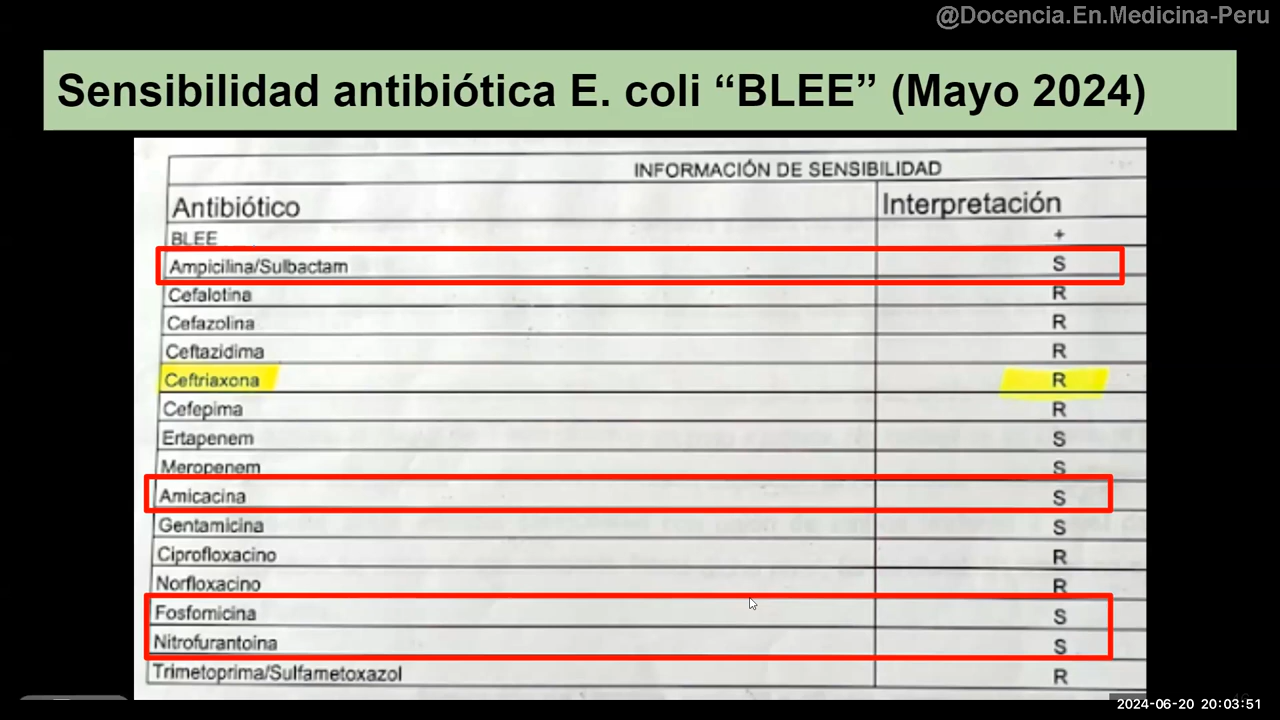 @Docencia.En.Medicina-Peru
Sensibilidad antibiótica E. coli “BLEE” (Mayo 2024)
INFORMACIÓN DE SENSIBILIDAD
Antibiótico Interpretación
BLEE +
Ampicilina/Sulbactam S
Cefalotina R
Cefazolina R
Ceftazidima R
Ceftriaxona R
Cefepima R
Ertapenem S
Meropenem S
Amicacina S
Gentamicina S
Ciprofloxacino R
Norfloxacino R
Fosfomicina S
Nitrofurantoina S
Trimetoprima/Sulfametoxazol R
2024-06-20 20:03:51